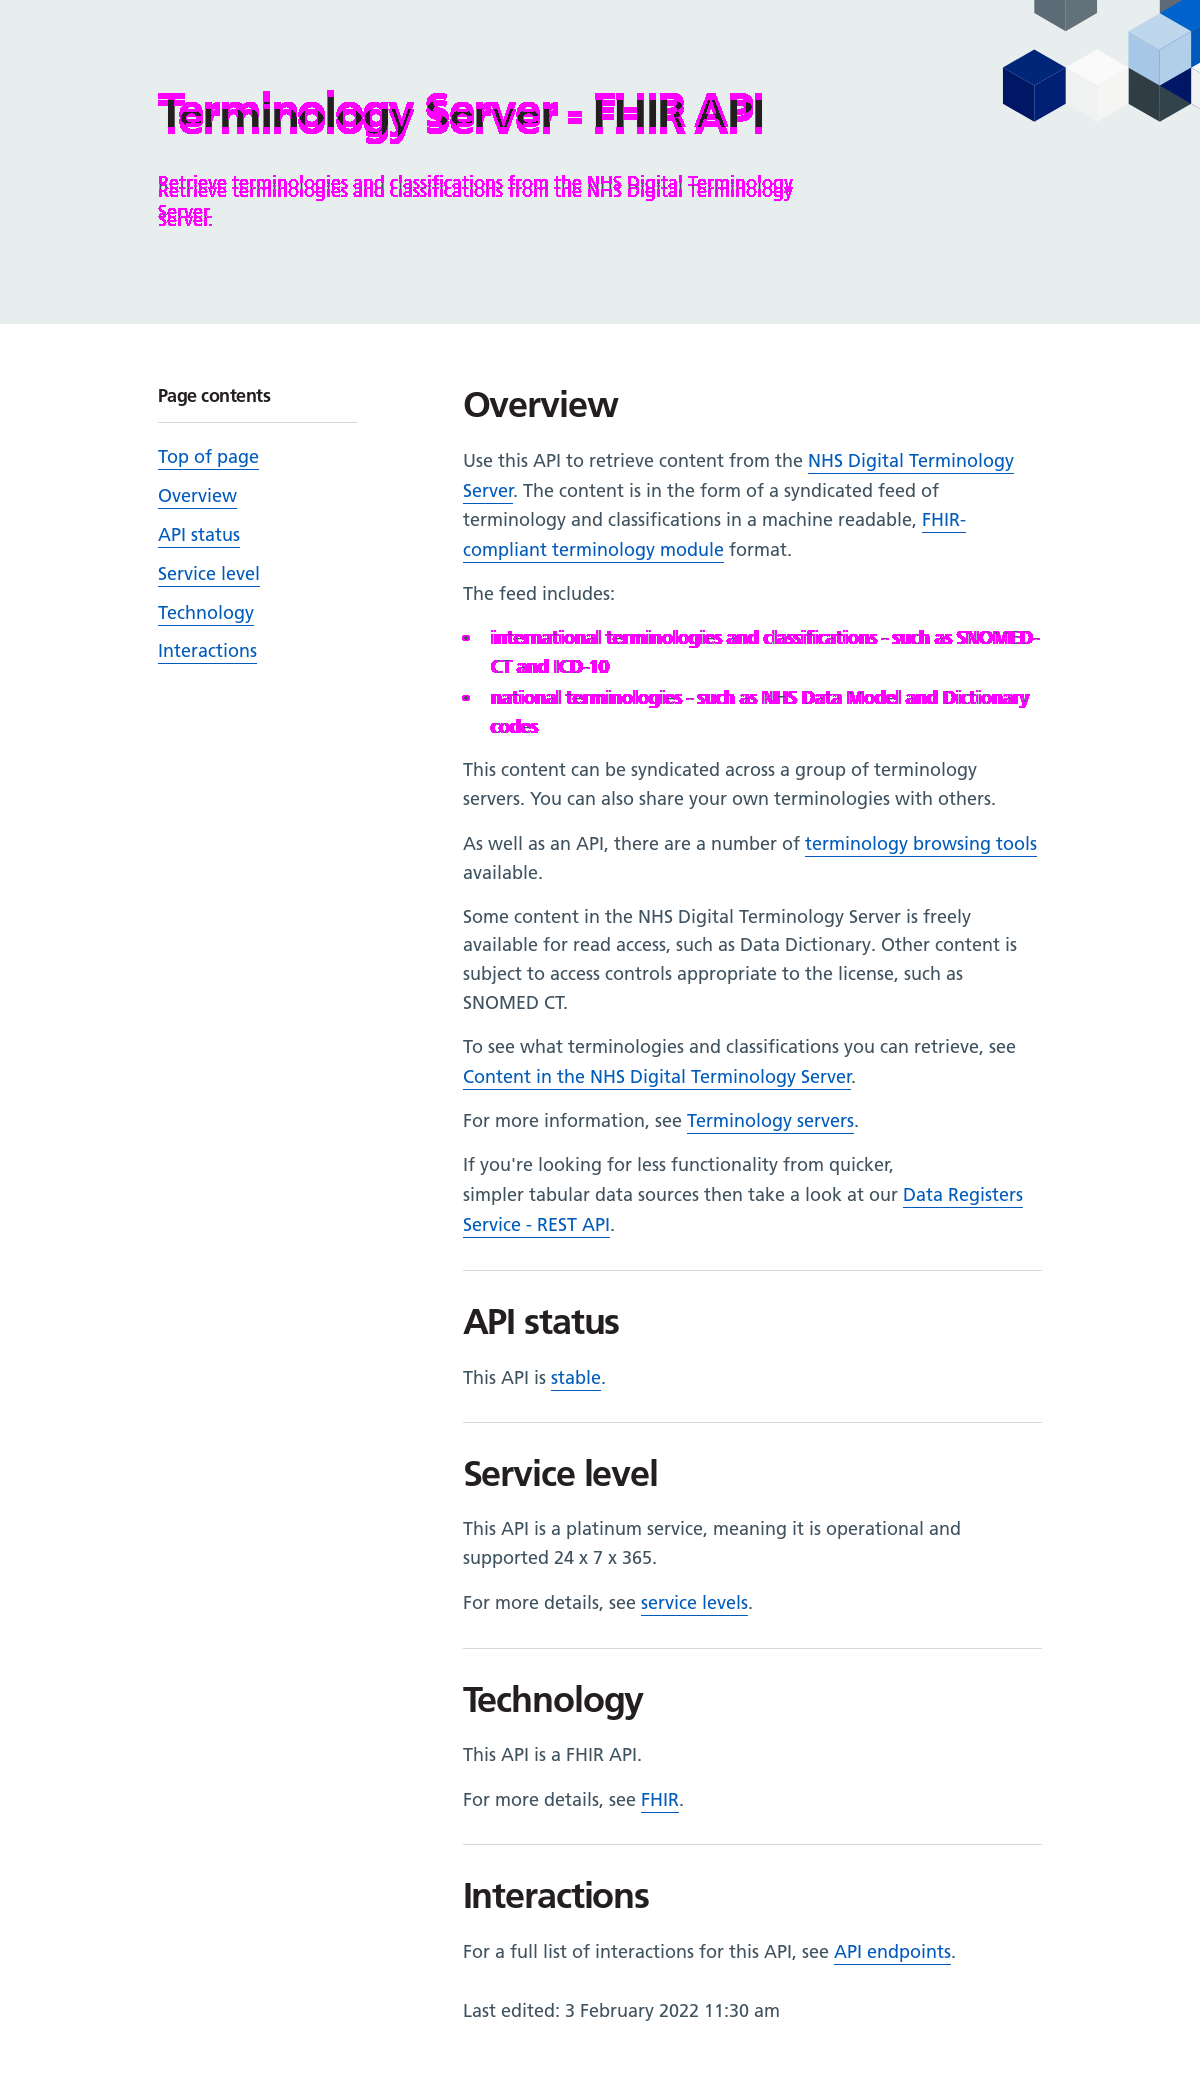 Terminology Server - FHIR API
Retrieve terminologies and classifications from the NHS Digital Terminology
Server.
Page contents
Top of page
Overview
API status
Service level
Technology
Interactions
Overview
Use this API to retrieve content from the NHS Digital Terminology
Server. The content is in the form of a syndicated feed of
terminology and classifications in a machine readable, FHIR-
compliant terminology module format.
The feed includes:
• international terminologies and classifications - such as SNOMED-
CT and ICD-10
• national terminologies - such as NHS Data Model and Dictionary
codes
This content can be syndicated across a group of terminology
servers. You can also share your own terminologies with others.
As well as an API, there are a number of terminology browsing tools
available.
Some content in the NHS Digital Terminology Server is freely
available for read access, such as Data Dictionary. Other content is
subject to access controls appropriate to the license, such as
SNOMED CT.
To see what terminologies and classifications you can retrieve, see
Content in the NHS Digital Terminology Server.
For more information, see Terminology servers.
If you're looking for less functionality from quicker,
simpler tabular data sources then take a look at our Data Registers
Service - REST API.
API status
This API is stable.
Service level
This API is a platinum service, meaning it is operational and
supported 24 x 7 x 365.
For more details, see service levels.
Technology
This API is a FHIR API.
For more details, see FHIR.
Interactions
For a full list of interactions for this API, see API endpoints.
Last edited: 3 February 2022 11:30 am